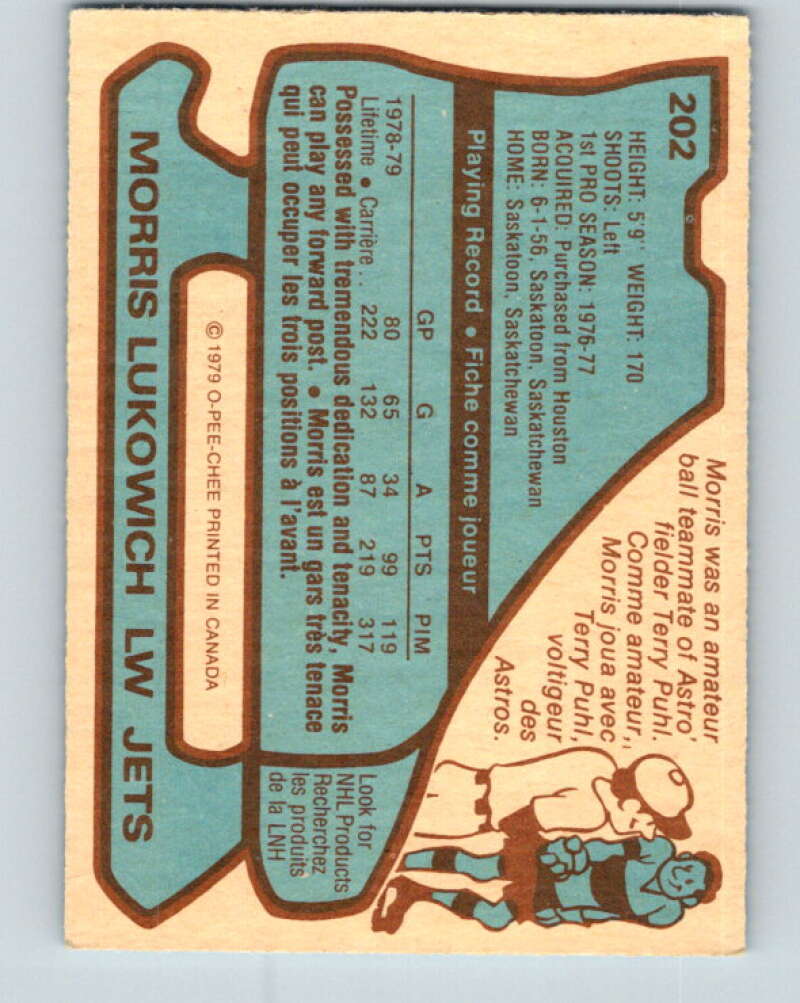 202
HEIGHT: 5'9" WEIGHT: 170
SHOOTS: Left
1st PRO SEASON: 1976-77
ACQUIRED: Purchased from Houston
BORN: 6-1-56, Saskatoon, Saskatchewan
HOME: Saskatoon, Saskatchewan
Morris was an amateur
ball teammate of Astro'
fielder Terry Puhl.
Comme amateur,
Morris joua avec
Terry Puhl,
voltigeur
des
Astros.
Playing Record • Fiche comme joueur
GP G A PTS PIM
1978-79 80 65 34 99 119
Lifetime • Carrière .. 222 132 87 219 317
Possessed with tremendous dedication and tenacity, Morris
can play any forward post. • Morris est un gars très tenace
qui peut occuper les trois positions à l'avant.
Look for
NHL Products
Recherchez
les produits
de la LNH
© 1979 O-PEE-CHEE PRINTED IN CANADA
MORRIS LUKOWICH LW JETS